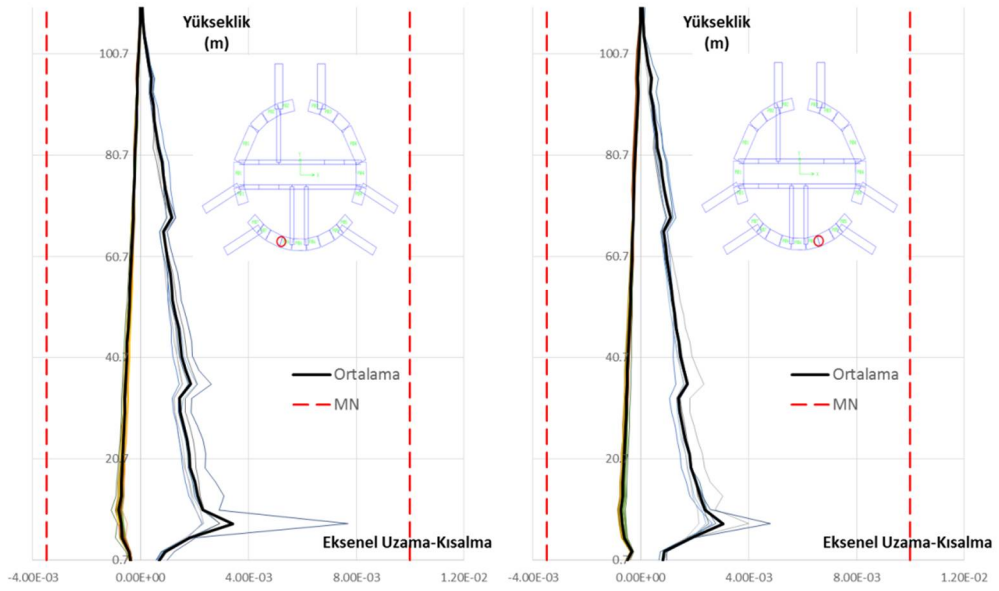 Yükseklik
(m)
100.7
80.7
60.7
40.7
20.7
0.7
Ortalama
MN
Eksenel Uzama-Kısalma
-4.00E-03 0.00E+00 4.00E-03 8.00E-03 1.20E-02
Yükseklik
(m)
100.7
80.7
60.7
40.7
20.7
0.7
Ortalama
MN
Eksenel Uzama-Kısalma
-4.00E-03 0.00E+00 4.00E-03 8.00E-03 1.20E-02